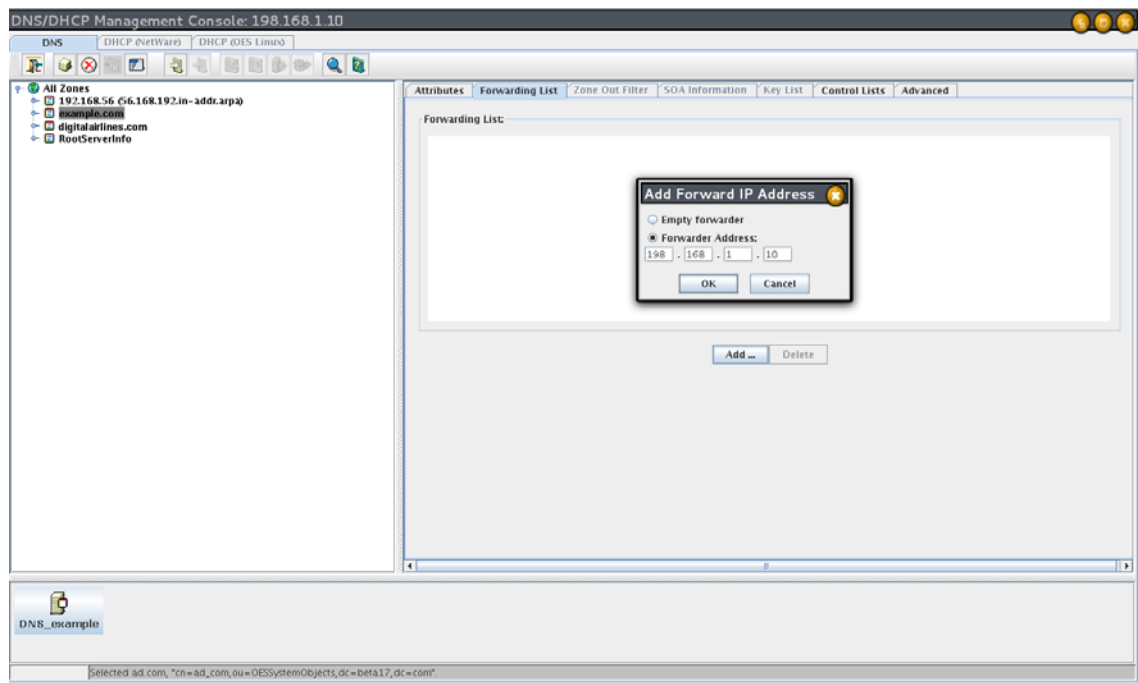 DNS/DHCP Management Console: 198.168.1.10
DNS DHCP (NetWare) DHCP (OES Linux)
All Zones
192.168.56 (56.168.192.in-addr.arpa)
example.com
digitalairlines.com
RootServerInfo
Attributes Forwarding List Zone Out Filter SOA Information Key List Control Lists Advanced
Forwarding List:
Add Forward IP Address
Empty forwarder
Forwarder Address:
198 . 168 . 1 . 10
OK Cancel
Add ... Delete
DNS_example
Selected ad.com, "cn=ad_com,ou=OESSystemObjects,dc=beta17,dc=com".